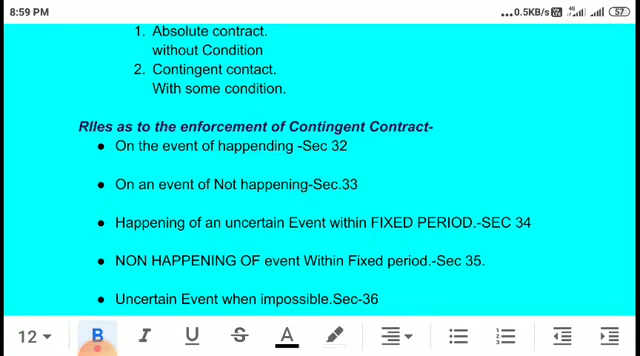 8:59 PM
...0.5KB/s 4G 57
1. Absolute contract.
without Condition
2. Contingent contact.
With some condition.
RIles as to the enforcement of Contingent Contract-
• On the event of happending -Sec 32
• On an event of Not happening-Sec.33
• Happening of an uncertain Event within FIXED PERIOD.-SEC 34
• NON HAPPENING OF event Within Fixed period.-Sec 35.
• Uncertain Event when impossible.Sec-36
12 B I U S A